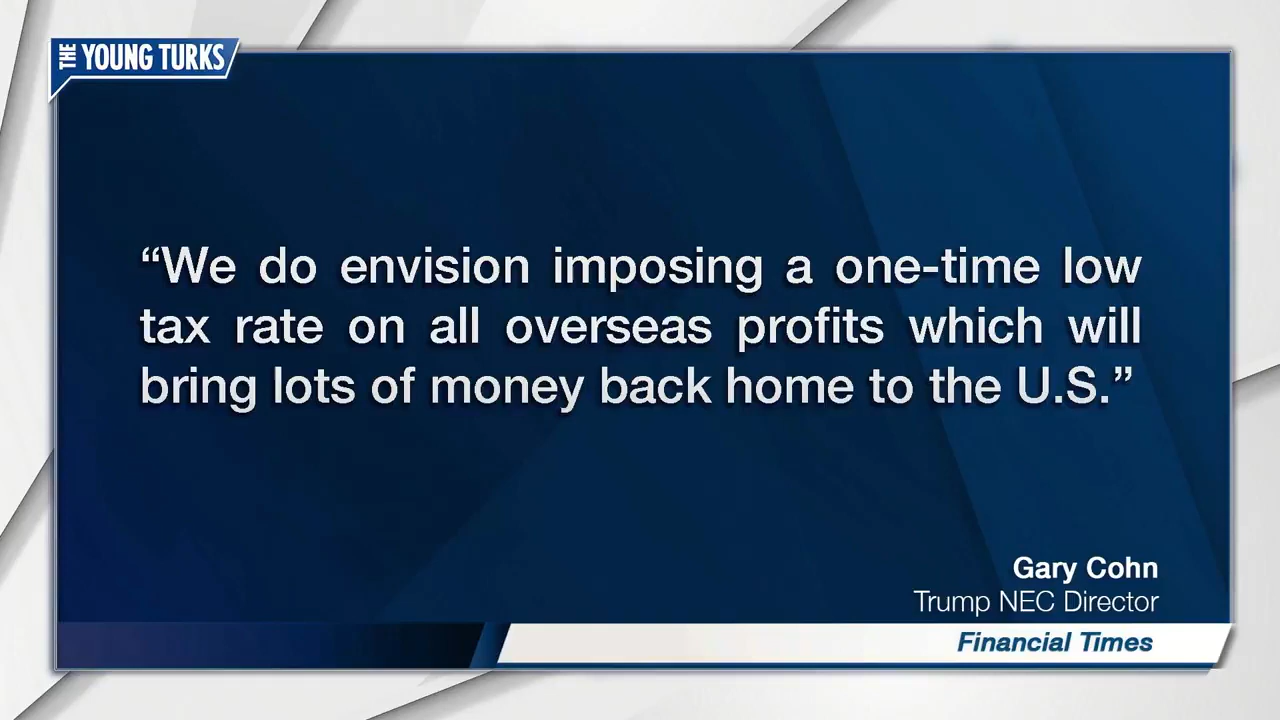 THE YOUNG TURKS
“We do envision imposing a one-time low
tax rate on all overseas profits which will
bring lots of money back home to the U.S.”
Gary Cohn
Trump NEC Director
Financial Times